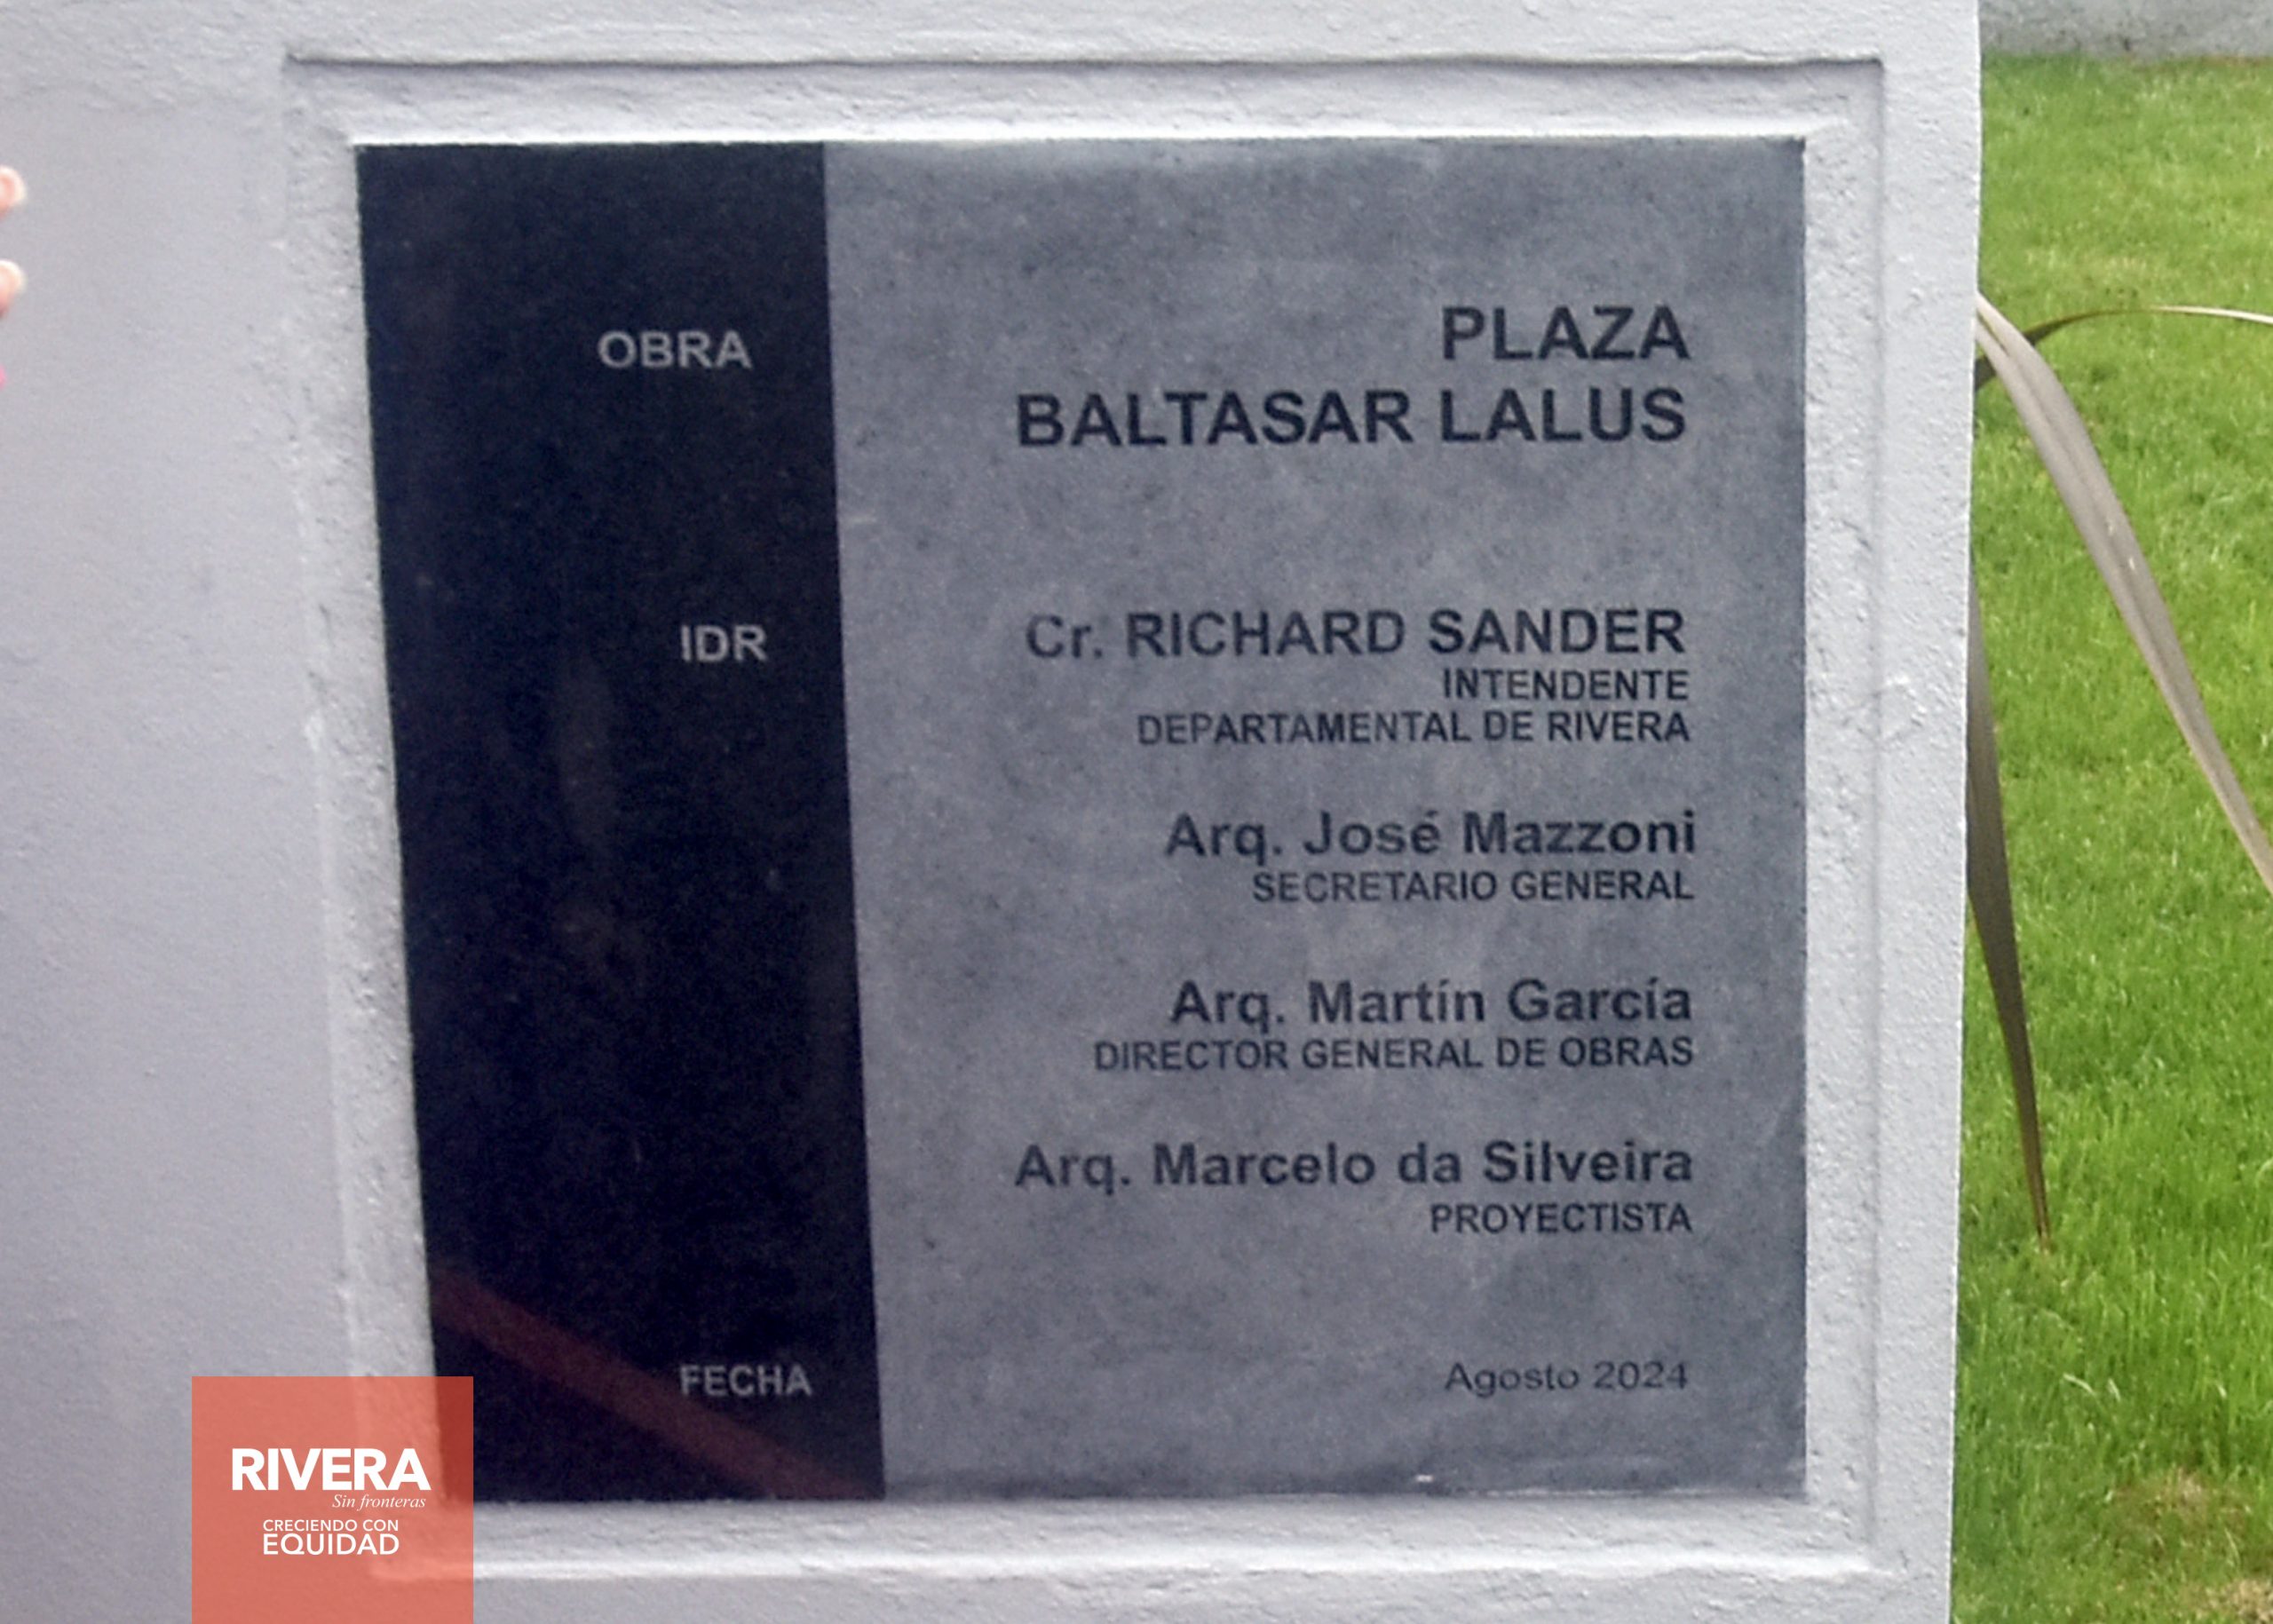 OBRA
PLAZA
BALTASAR LALUS
IDR
Cr. RICHARD SANDER
INTENDENTE
DEPARTAMENTAL DE RIVERA
Arq. José Mazzoni
SECRETARIO GENERAL
Arq. Martín García
DIRECTOR GENERAL DE OBRAS
Arq. Marcelo da Silveira
PROYECTISTA
FECHA
Agosto 2024
RIVERA
Sin fronteras
CRECIENDO CON
EQUIDAD